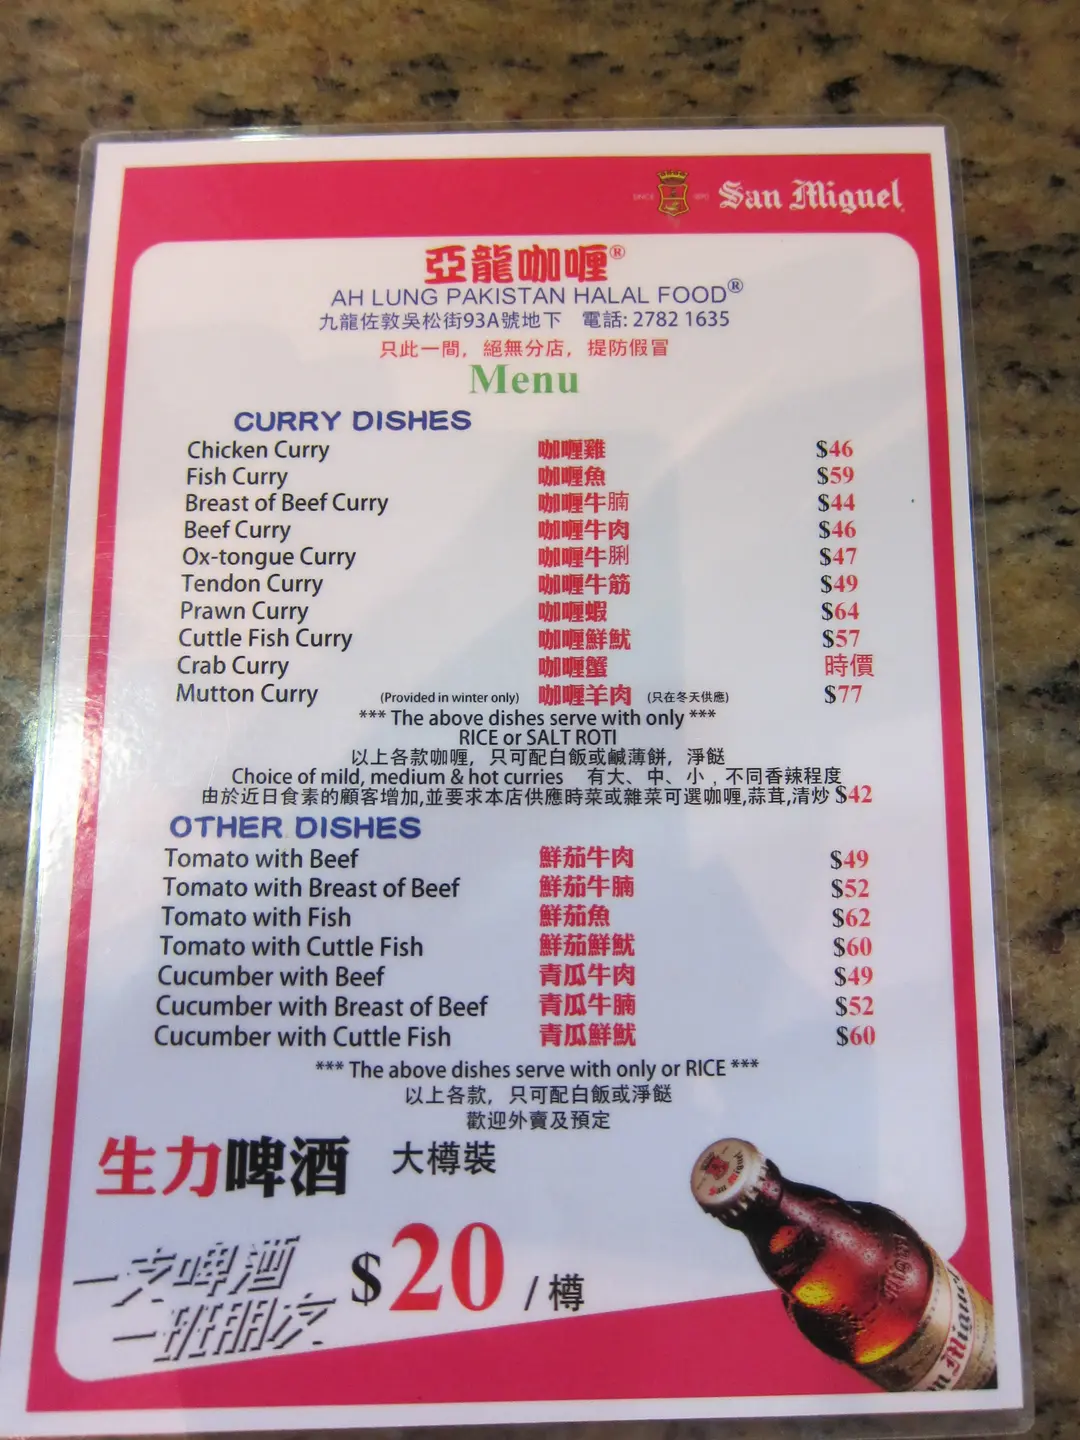 SINCE 1890 San Miguel
亞龍咖喱®
AH LUNG PAKISTAN HALAL FOOD®
九龍佐敦吳松街93A號地下 電話: 2782 1635
只此一間，絕無分店，提防假冒
Menu
CURRY DISHES
Chicken Curry 咖喱雞 $46
Fish Curry 咖喱魚 $59
Breast of Beef Curry 咖喱牛腩 $44
Beef Curry 咖喱牛肉 $46
Ox-tongue Curry 咖喱牛脷 $47
Tendon Curry 咖喱牛筋 $49
Prawn Curry 咖喱蝦 $64
Cuttle Fish Curry 咖喱鮮魷 $57
Crab Curry 咖喱蟹 時價
Mutton Curry (Provided in winter only) 咖喱羊肉 (只在冬天供應) $77
*** The above dishes serve with only ***
RICE or SALT ROTI
以上各款咖喱，只可配白飯或鹹薄餅，淨餸
Choice of mild, medium & hot curries 有大、中、小，不同香辣程度
由於近日食素的顧客增加,並要求本店供應時菜或雜菜可選咖喱,蒜茸,清炒 $42
OTHER DISHES
Tomato with Beef 鮮茄牛肉 $49
Tomato with Breast of Beef 鮮茄牛腩 $52
Tomato with Fish 鮮茄魚 $62
Tomato with Cuttle Fish 鮮茄鮮魷 $60
Cucumber with Beef 青瓜牛肉 $49
Cucumber with Breast of Beef 青瓜牛腩 $52
Cucumber with Cuttle Fish 青瓜鮮魷 $60
*** The above dishes serve with only or RICE ***
以上各款，只可配白飯或淨餸
歡迎外賣及預定
生力啤酒 大樽裝
一支啤酒
一班朋友
$20 / 樽
San Miguel